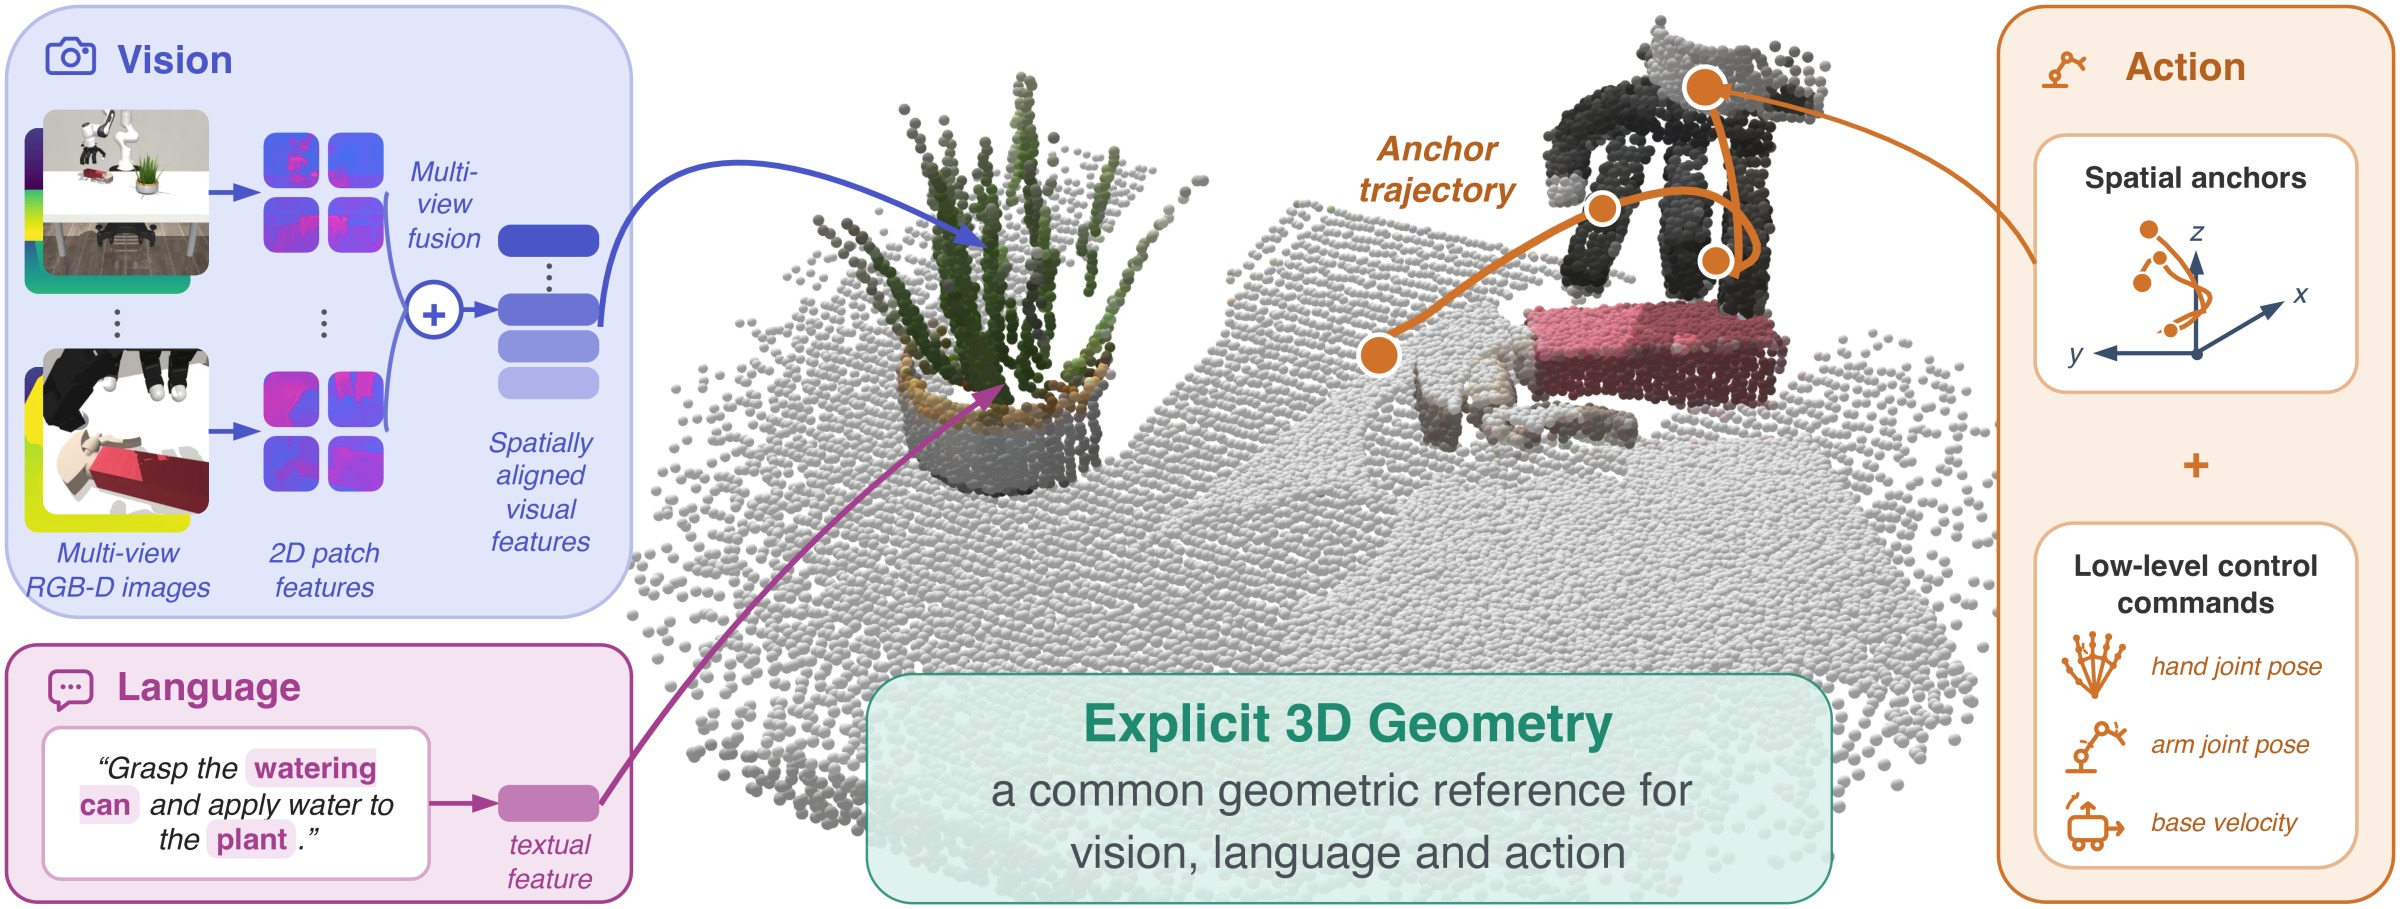 Vision
Multi-
view
fusion
Multi-view
RGB-D images
2D patch
features
Spatially
aligned
visual
features
Language
“Grasp the watering
can and apply water to
the plant.”
textual
feature
Anchor
trajectory
Explicit 3D Geometry
a common geometric reference for
vision, language and action
Action
Spatial anchors
z
x
y
+
Low-level control
commands
hand joint pose
arm joint pose
base velocity